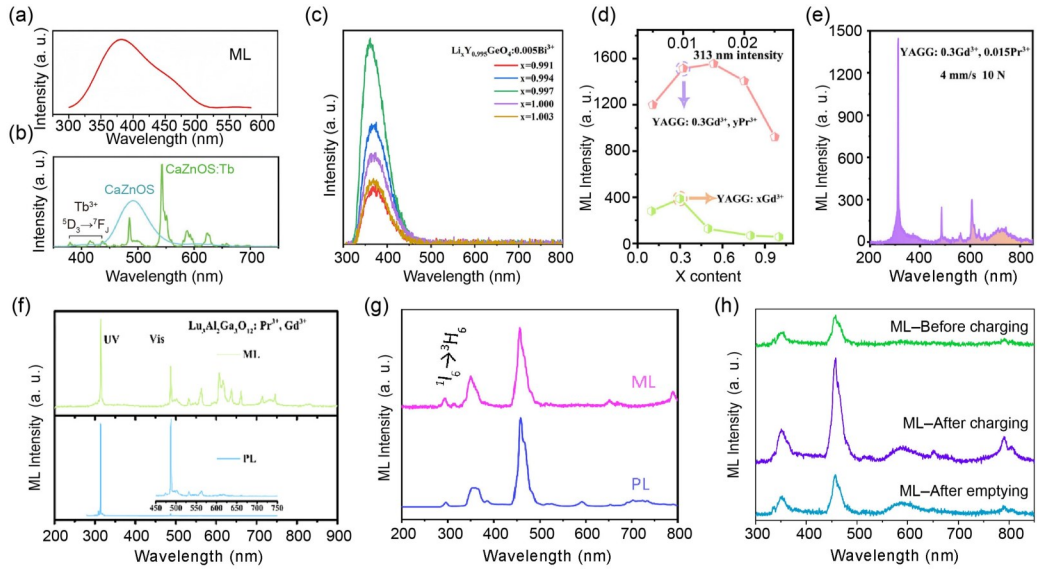 (a)
Intensity (a. u.)
ML
300 350 400 450 500 550 600
Wavelength (nm)
(b)
Intensity (a. u.)
CaZnOS:Tb
CaZnOS
Tb³⁺
⁵D₃→⁷F_J
400 500 600 700
Wavelength (nm)
(c)
Intensity (a. u.)
LiₓY₀.₉₉₅GeO₄:0.005Bi³⁺
x=0.991
x=0.994
x=0.997
x=1.000
x=1.003
300 400 500 600 700 800
Wavelength (nm)
(d)
0.01 0.02
313 nm intensity
ML Intensity (a. u.)
1600
1200
800
400
0
YAGG: 0.3Gd³⁺, yPr³⁺
YAGG: xGd³⁺
0.0 0.3 0.6 0.9
X content
(e)
ML Intensity (a. u.)
1500
1200
900
600
300
0
YAGG: 0.3Gd³⁺, 0.015Pr³⁺
4 mm/s 10 N
200 400 600 800
Wavelength (nm)
(f)
ML Intensity (a. u.)
Lu₃Al₂Ga₃O₁₂: Pr³⁺, Gd³⁺
UV Vis
ML
PL
450 500 550 600 650 700 750
200 300 400 500 600 700 800 900
Wavelength (nm)
(g)
ML Intensity (a. u.)
¹I₆→³H₆
ML
PL
200 300 400 500 600 700 800
Wavelength (nm)
(h)
ML Intensity (a. u.)
ML–Before charging
ML–After charging
ML–After emptying
300 400 500 600 700 800
Wavelength (nm)